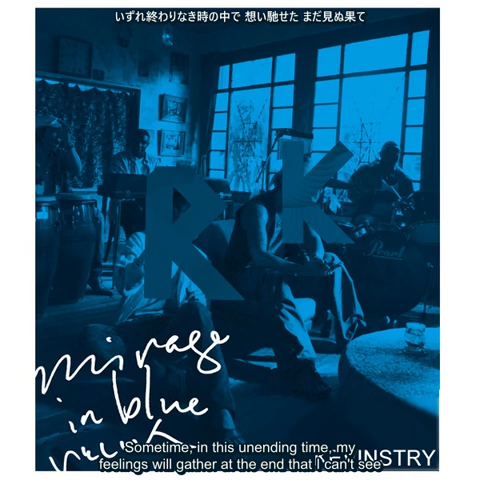 いずれ終わりなき時の中で 想い馳せた まだ見ぬ果て
R K
Pearl
mirage
in blue
Sometime, in this unending time, my
feelings will gather at the end that I can't see